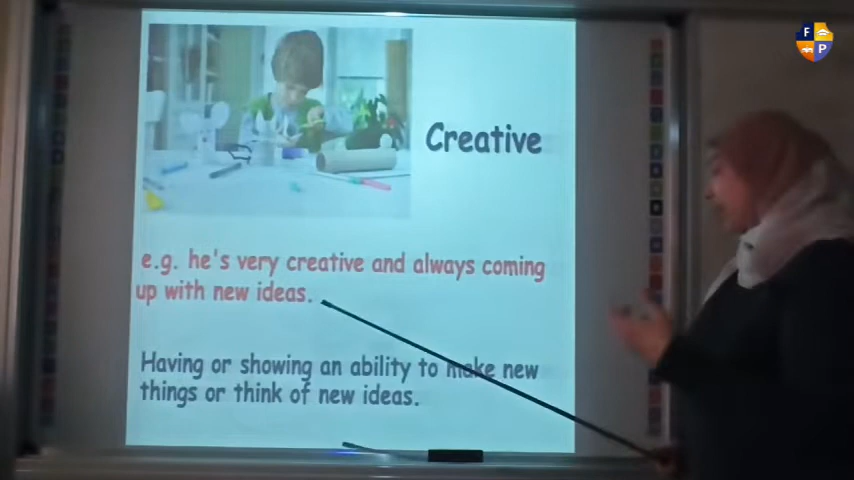 F
P
Creative
e.g. he's very creative and always coming
up with new ideas.
Having or showing an ability to make new
things or think of new ideas.